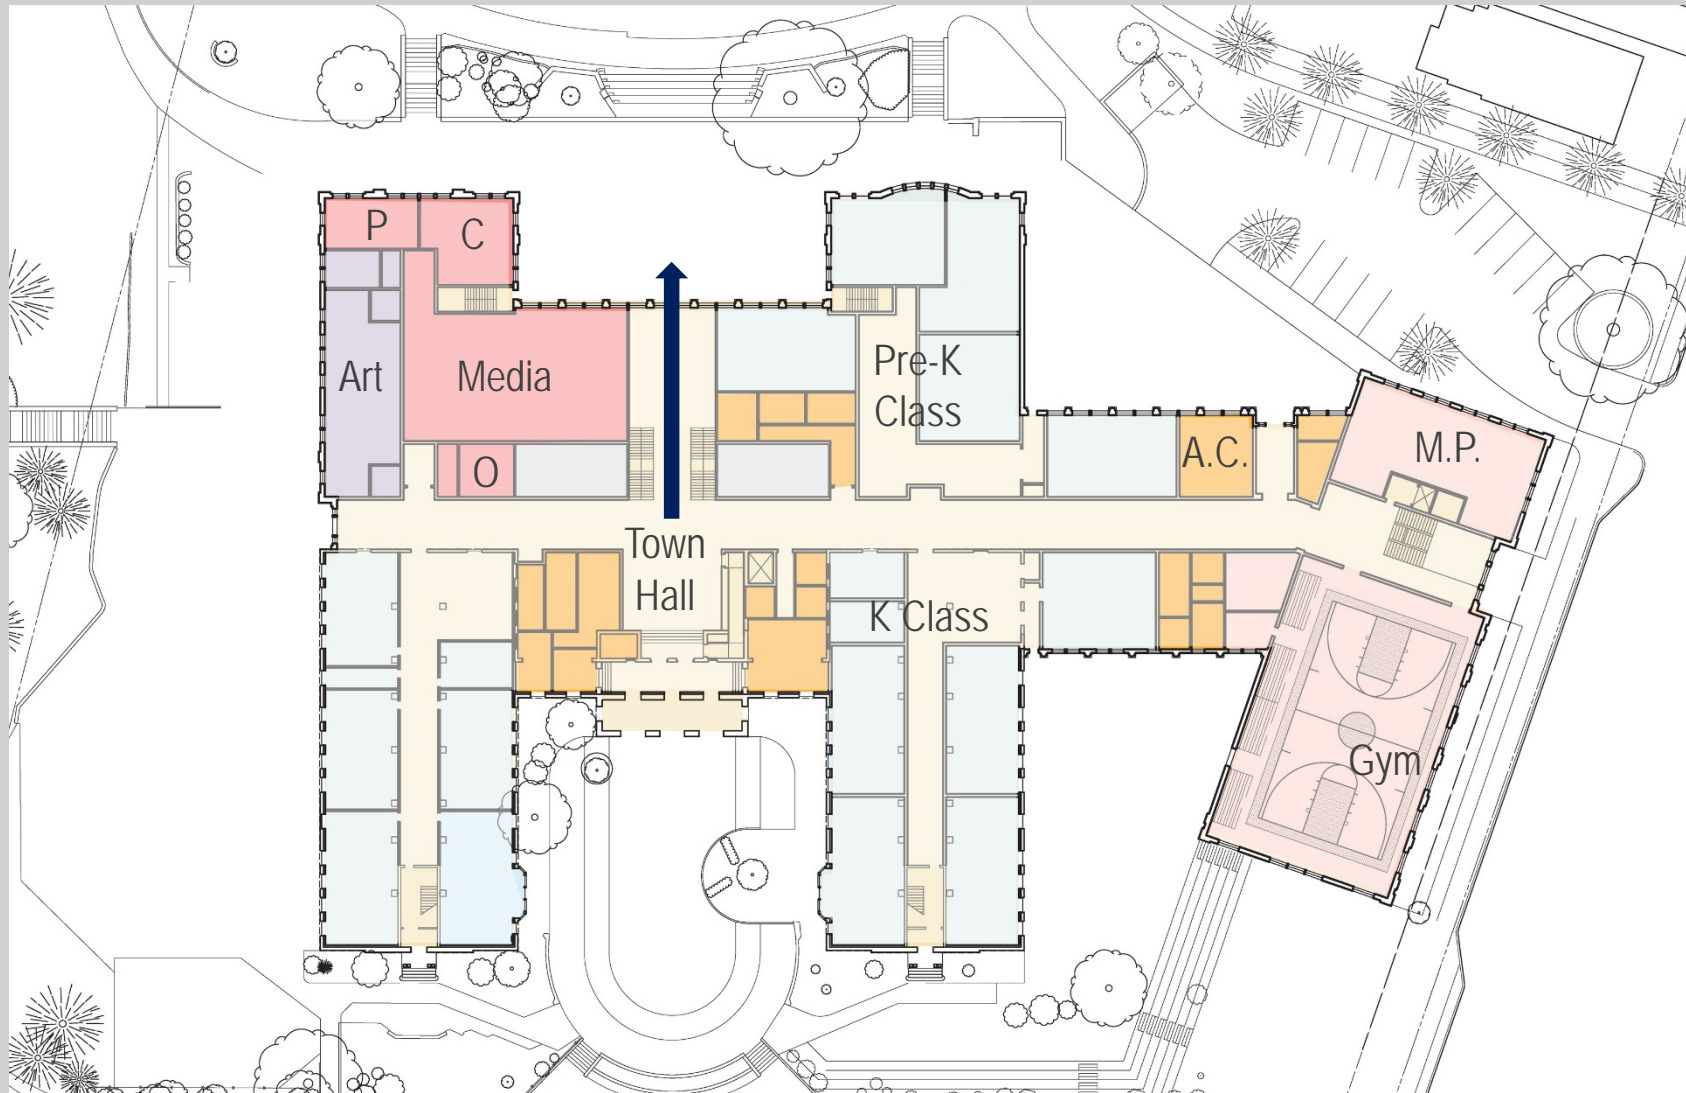 P
C
Art
Media
Pre-K
Class
O
A.C.
M.P.
Town
Hall
K Class
Gym